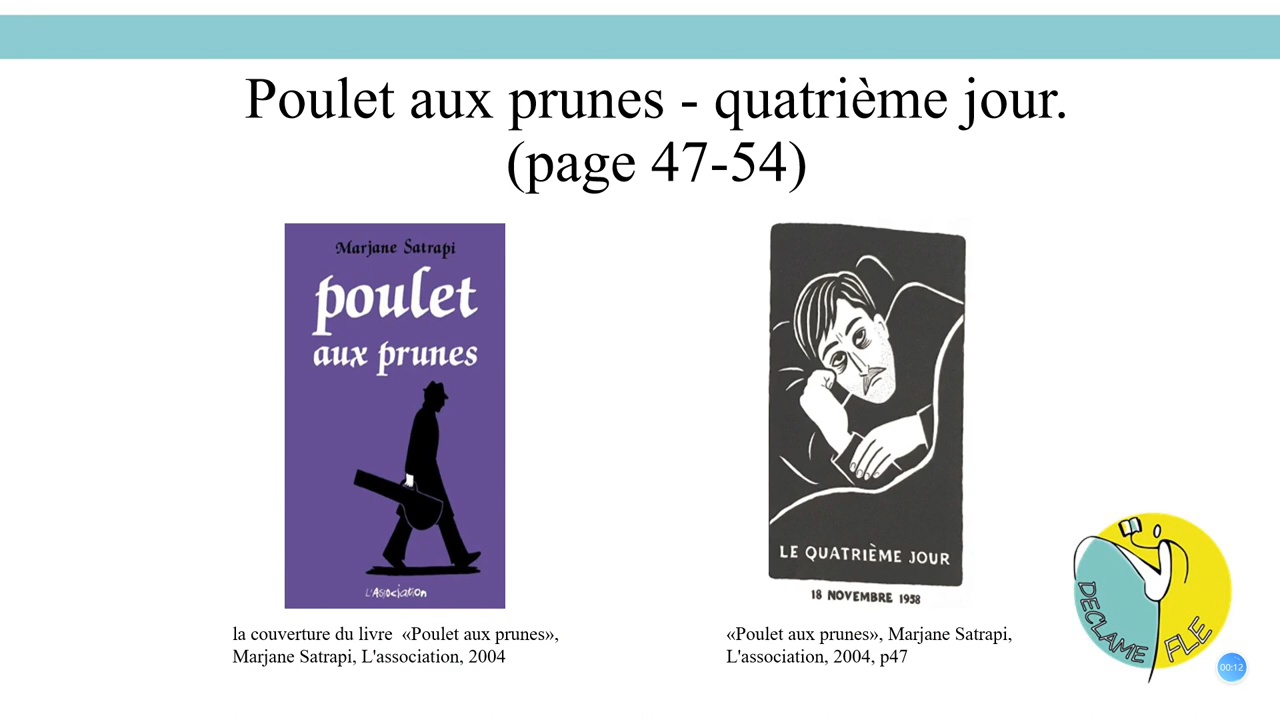 Poulet aux prunes - quatrième jour.
(page 47-54)
Marjane Satrapi
poulet
aux prunes
L'Association
LE QUATRIÈME JOUR
18 NOVEMBRE 1958
la couverture du livre  «Poulet aux prunes»,
Marjane Satrapi, L'association, 2004
«Poulet aux prunes», Marjane Satrapi,
L'association, 2004, p47
DECLAME
FLE
00:12